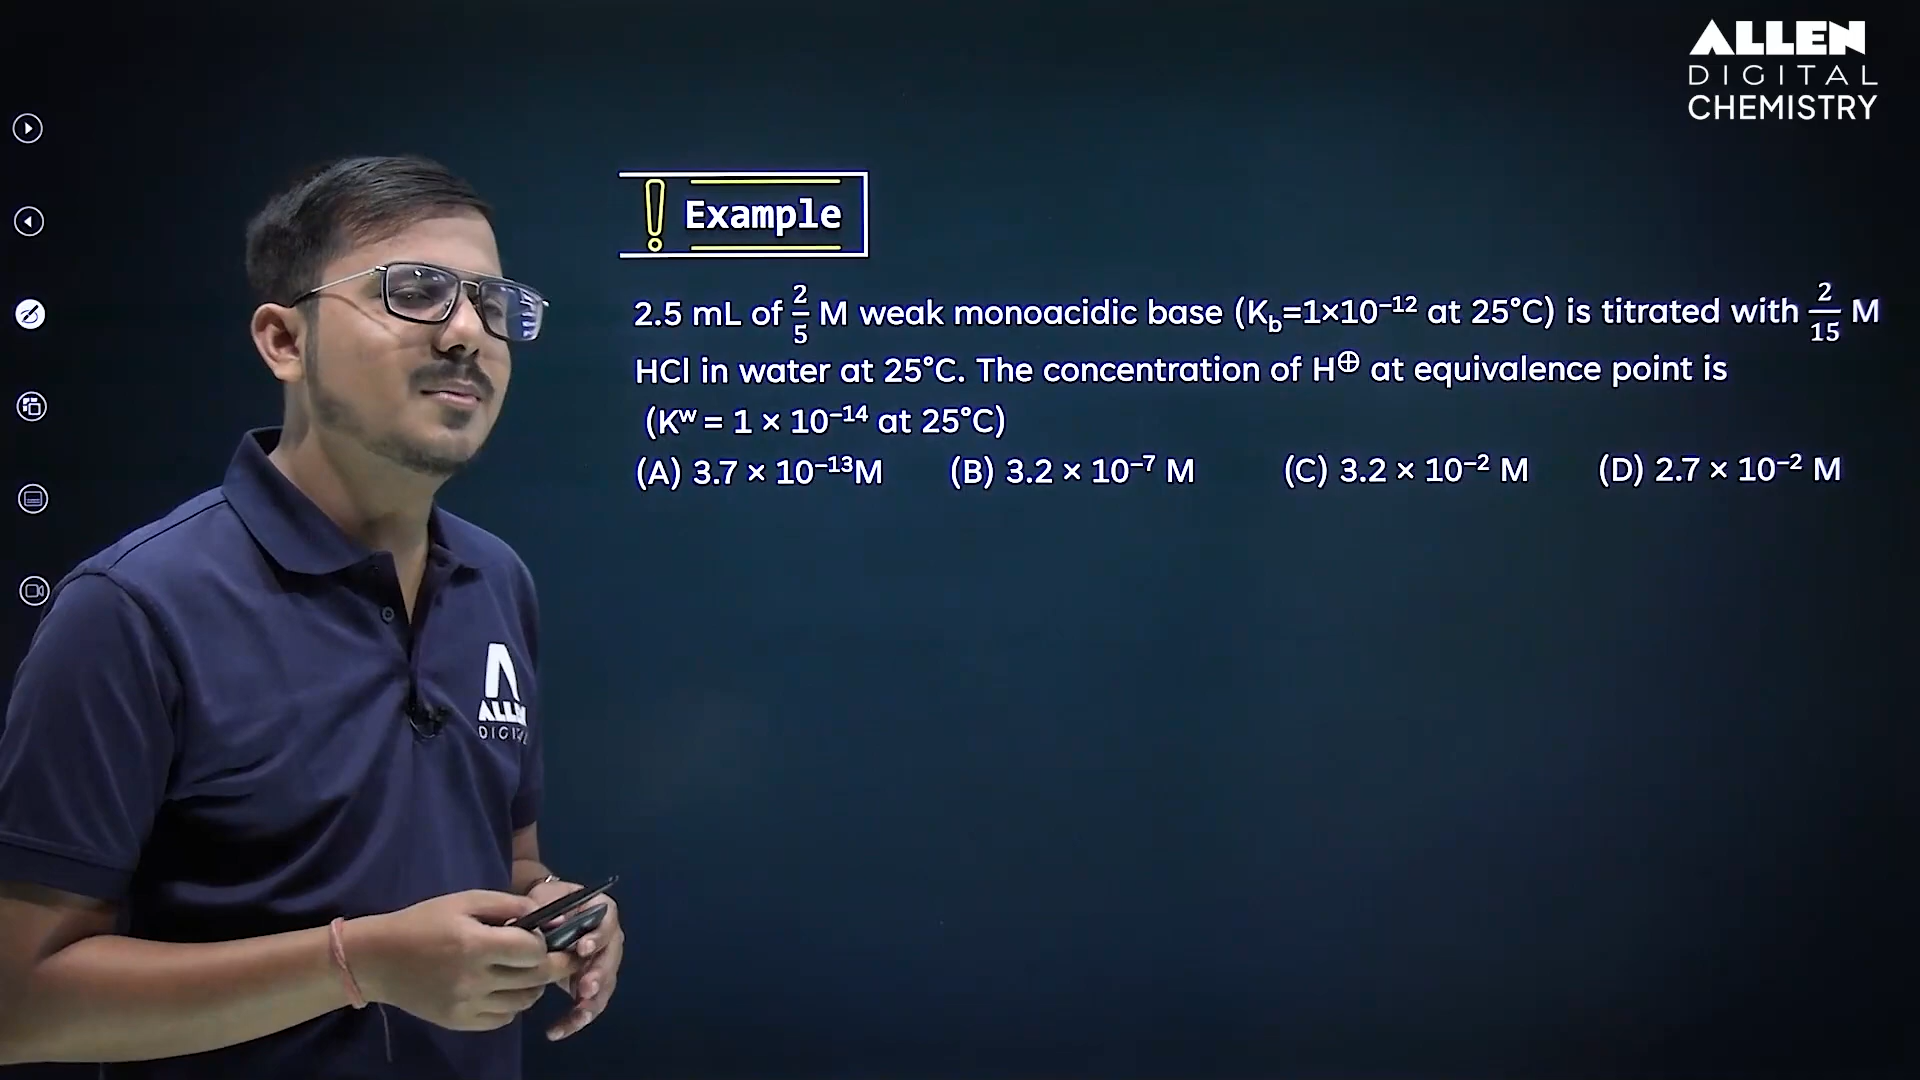 ALLEN
DIGITAL
CHEMISTRY
! Example
2.5 mL of 2/5 M weak monoacidic base (K_b=1×10⁻¹² at 25°C) is titrated with 2/15 M
HCl in water at 25°C. The concentration of H⊕ at equivalence point is
(Kʷ = 1 × 10⁻¹⁴ at 25°C)
(A) 3.7 × 10⁻¹³M (B) 3.2 × 10⁻⁷ M (C) 3.2 × 10⁻² M (D) 2.7 × 10⁻² M
ALLEN
DIGITAL